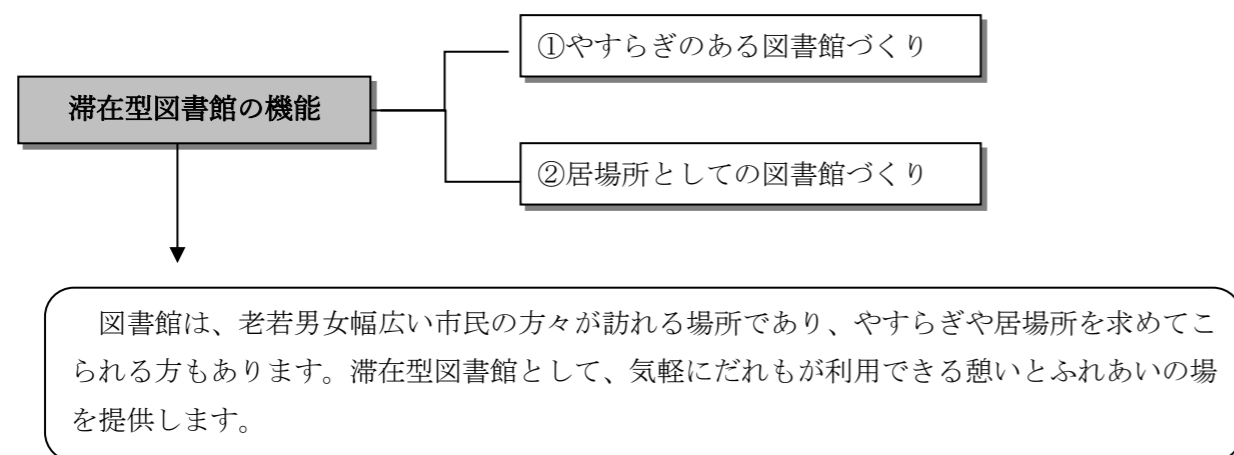 ①やすらぎのある図書館づくり
滞在型図書館の機能
②居場所としての図書館づくり
図書館は、老若男女幅広い市民の方々が訪れる場所であり、やすらぎや居場所を求めてこ
られる方もあります。滞在型図書館として、気軽にだれもが利用できる憩いとふれあいの場
を提供します。